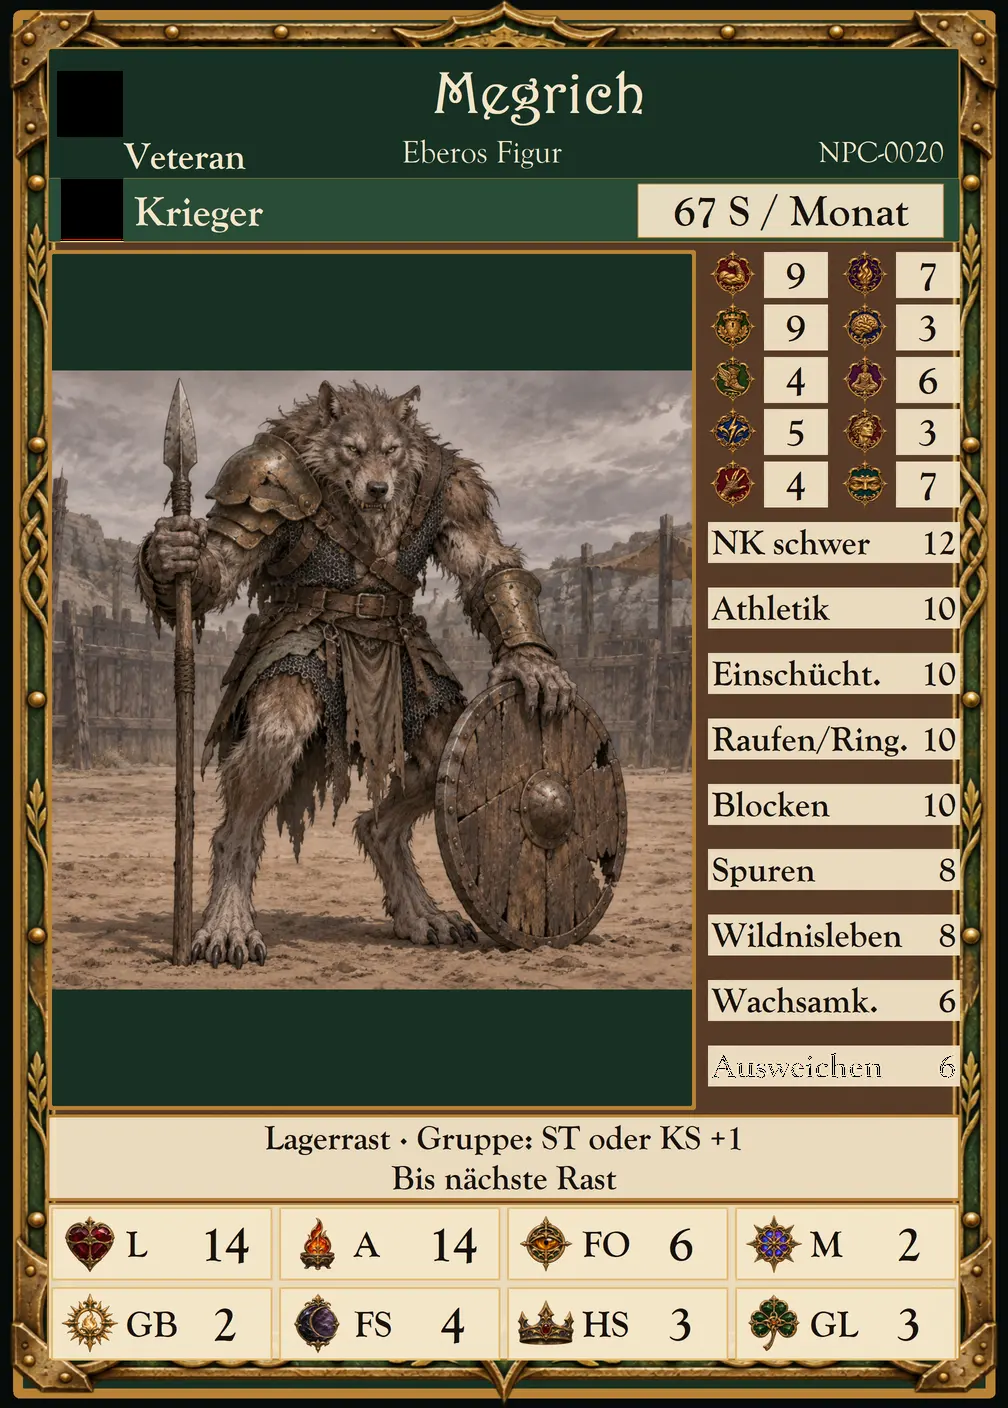 Megrich
Veteran
Eberos Figur
NPC-0020
Krieger
67 S / Monat
9 7
9 3
4 6
5 3
4 7
NK schwer 12
Athletik 10
Einschücht. 10
Raufen/Ring. 10
Blocken 10
Spuren 8
Wildnisleben 8
Wachsamk. 6
Ausweichen 6
Lagerrast · Gruppe: ST oder KS +1
Bis nächste Rast
L 14 A 14 FO 6 M 2
GB 2 FS 4 HS 3 GL 3